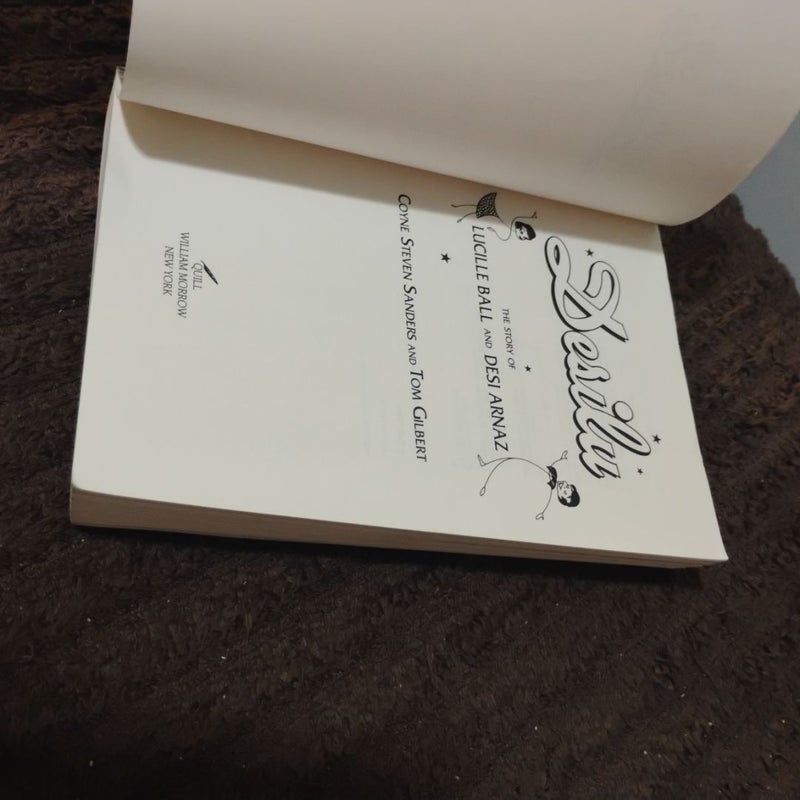 Desilu
THE STORY OF
LUCILLE BALL AND DESI ARNAZ
COYNE STEVEN SANDERS AND TOM GILBERT
QUILL
WILLIAM MORROW
NEW YORK